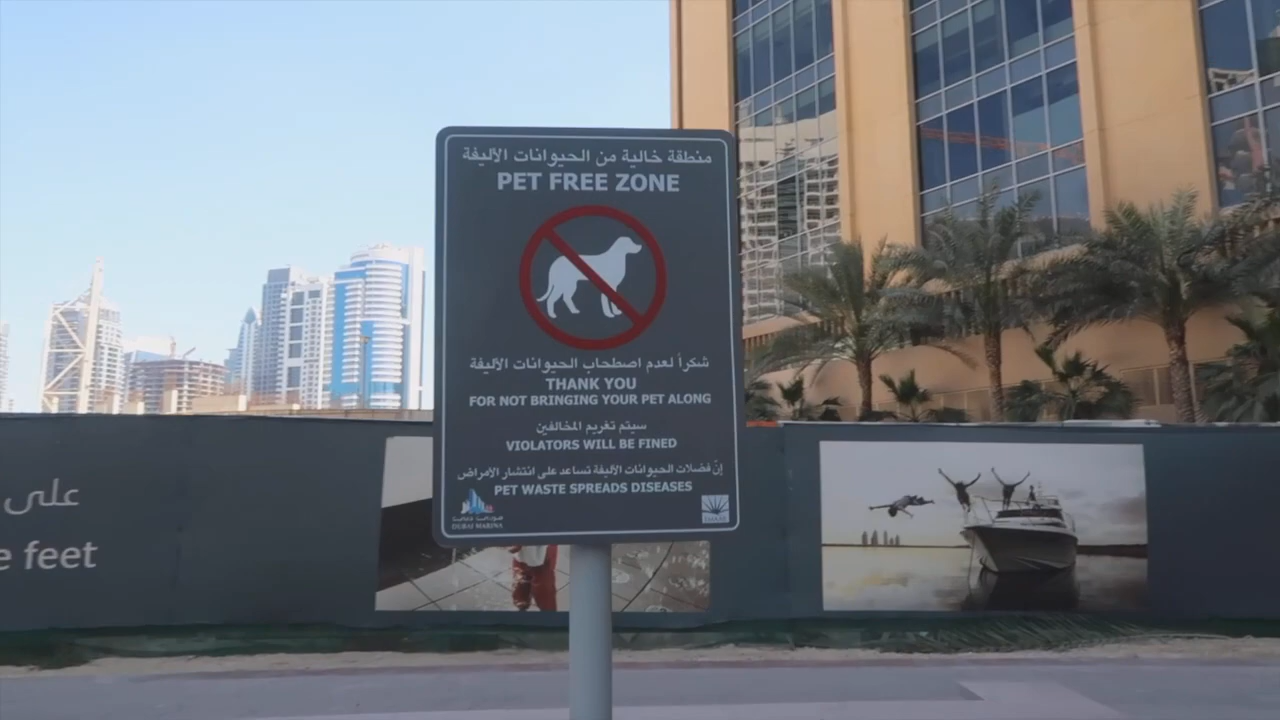 منطقة خالية من الحيوانات الأليفة
PET FREE ZONE
شكراً لعدم اصطحاب الحيوانات الأليفة
THANK YOU
FOR NOT BRINGING YOUR PET ALONG
سيتم تغريم المخالفين
VIOLATORS WILL BE FINED
إنّ فضلات الحيوانات الأليفة تساعد على انتشار الأمراض
PET WASTE SPREADS DISEASES
DUBAI MARINA
على
e feet